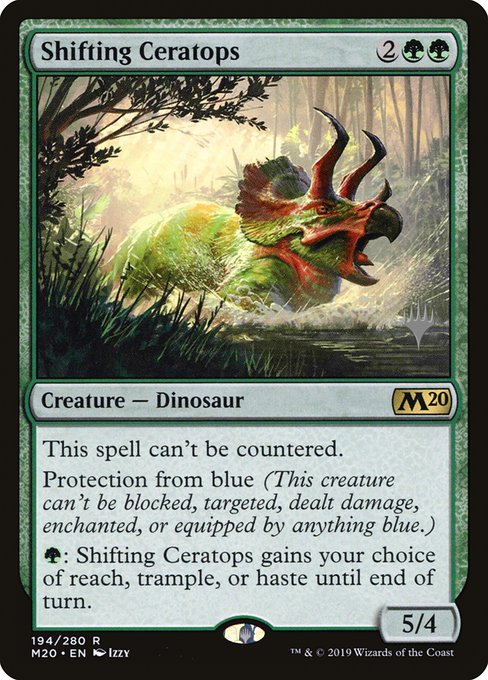 Shifting Ceratops 2
Creature — Dinosaur M20
This spell can't be countered.
Protection from blue (This creature
can't be blocked, targeted, dealt damage,
enchanted, or equipped by anything blue.)
: Shifting Ceratops gains your choice
of reach, trample, or haste until end of
turn.
5/4
194/280 R
M20 • EN Izzy ™ & © 2019 Wizards of the Coast